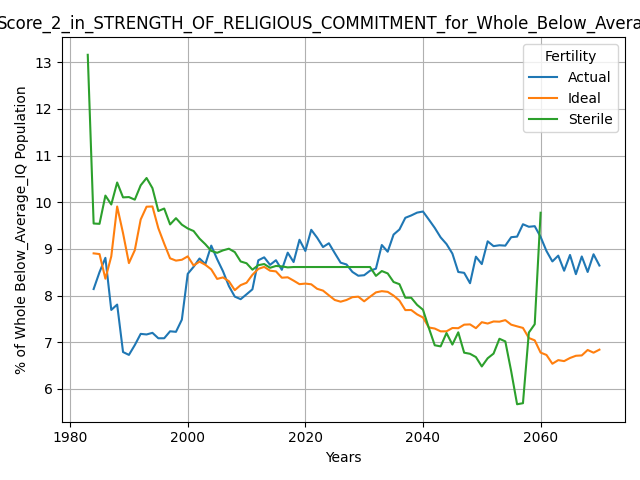 Score_2_in_STRENGTH_OF_RELIGIOUS_COMMITMENT_for_Whole_Below_Avera
13
12
11
10
9
8
7
6
% of Whole Below_Average_IQ Population
Fertility
Actual
Ideal
Sterile
1980
2000
2020
2040
2060
Years